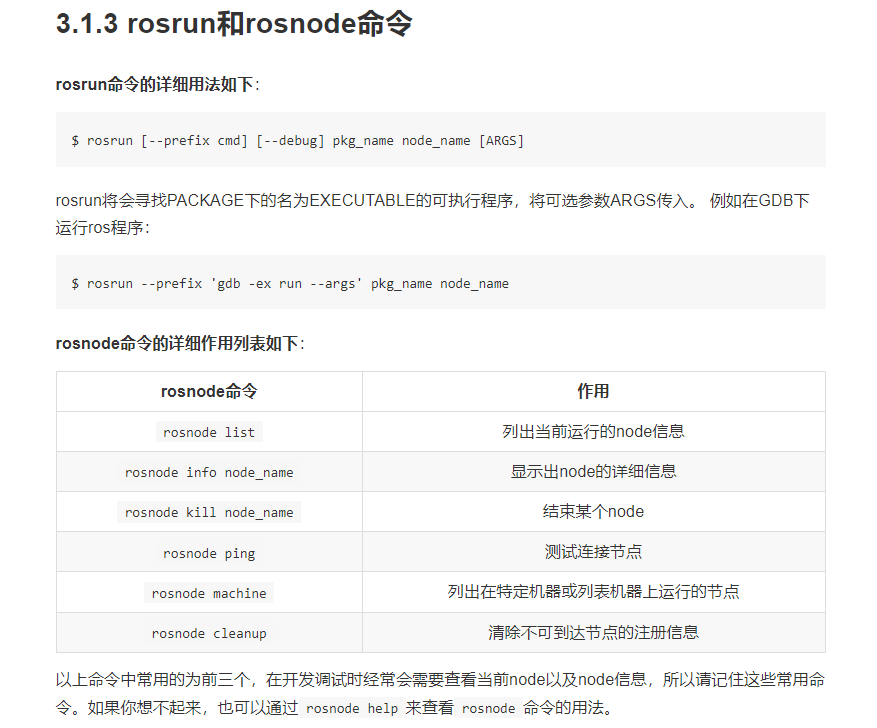 3.1.3 rosrun和rosnode命令
rosrun命令的详细用法如下：
$ rosrun [--prefix cmd] [--debug] pkg_name node_name [ARGS]
rosrun将会寻找PACKAGE下的名为EXECUTABLE的可执行程序，将可选参数ARGS传入。 例如在GDB下
运行ros程序：
$ rosrun --prefix 'gdb -ex run --args' pkg_name node_name
rosnode命令的详细作用列表如下：
rosnode命令 作用
rosnode list 列出当前运行的node信息
rosnode info node_name 显示出node的详细信息
rosnode kill node_name 结束某个node
rosnode ping 测试连接节点
rosnode machine 列出在特定机器或列表机器上运行的节点
rosnode cleanup 清除不可到达节点的注册信息
以上命令中常用的为前三个，在开发调试时经常会需要查看当前node以及node信息，所以请记住这些常用命
令。如果你想不起来，也可以通过 rosnode help 来查看 rosnode 命令的用法。